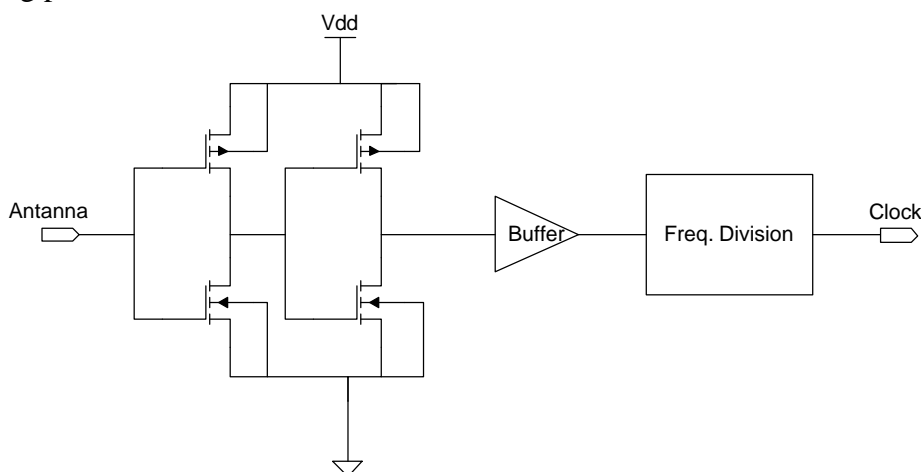 g p
Vdd
Antanna
Buffer
Freq. Division
Clock